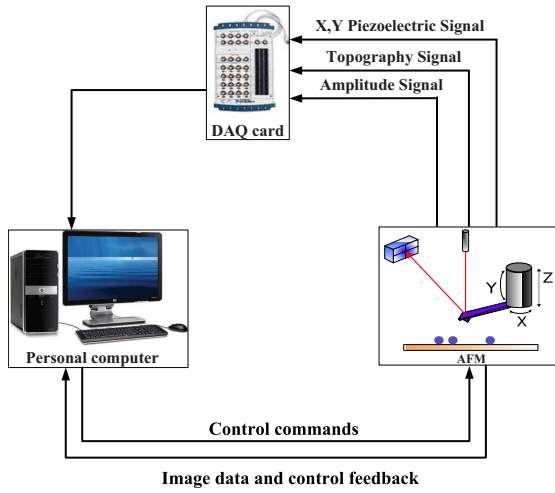 X,Y Piezoelectric Signal
Topography Signal
Amplitude Signal
DAQ card
Z
Y
X
Personal computer
AFM
Control commands
Image data and control feedback